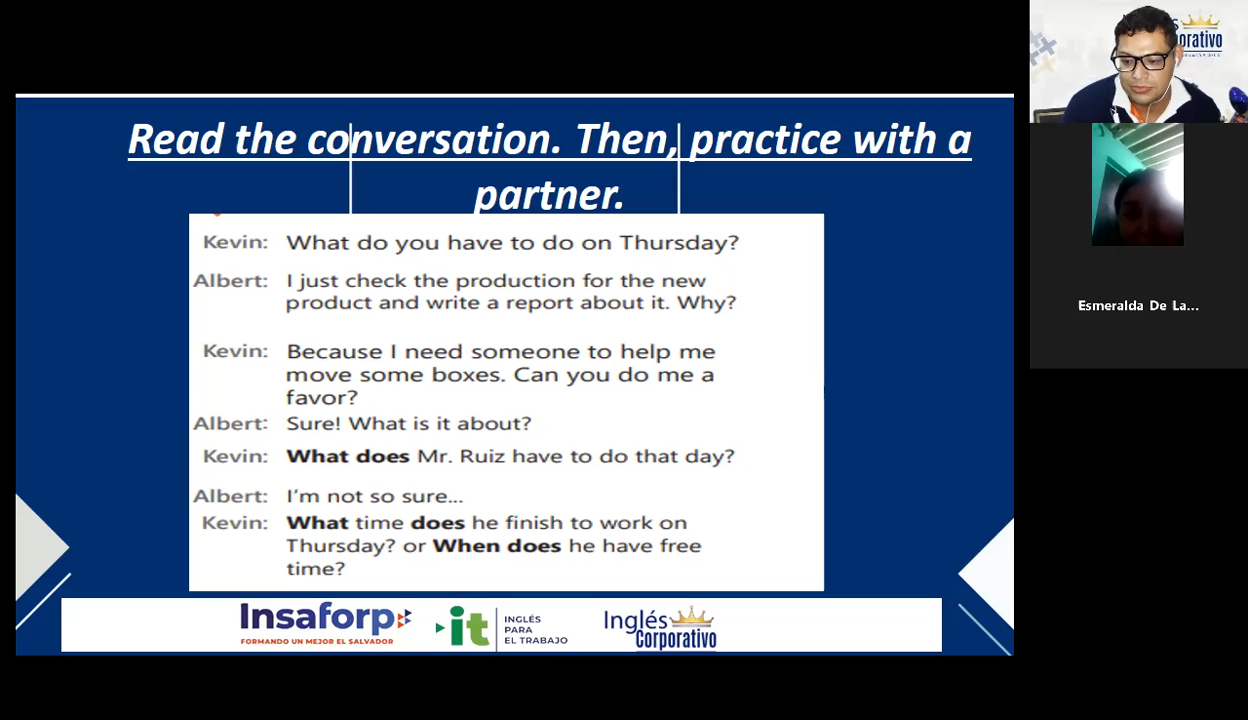 Read the conversation. Then, practice with a
partner.
Kevin: What do you have to do on Thursday?
Albert: I just check the production for the new
product and write a report about it. Why?
Kevin: Because I need someone to help me
move some boxes. Can you do me a
favor?
Albert: Sure! What is it about?
Kevin: What does Mr. Ruiz have to do that day?
Albert: I'm not so sure...
Kevin: What time does he finish to work on
Thursday? or When does he have free
time?
Insaforp
FORMANDO UN MEJOR EL SALVADOR
it
INGLÉS
PARA
EL TRABAJO
Inglés
Corporativo
Esmeralda De La...